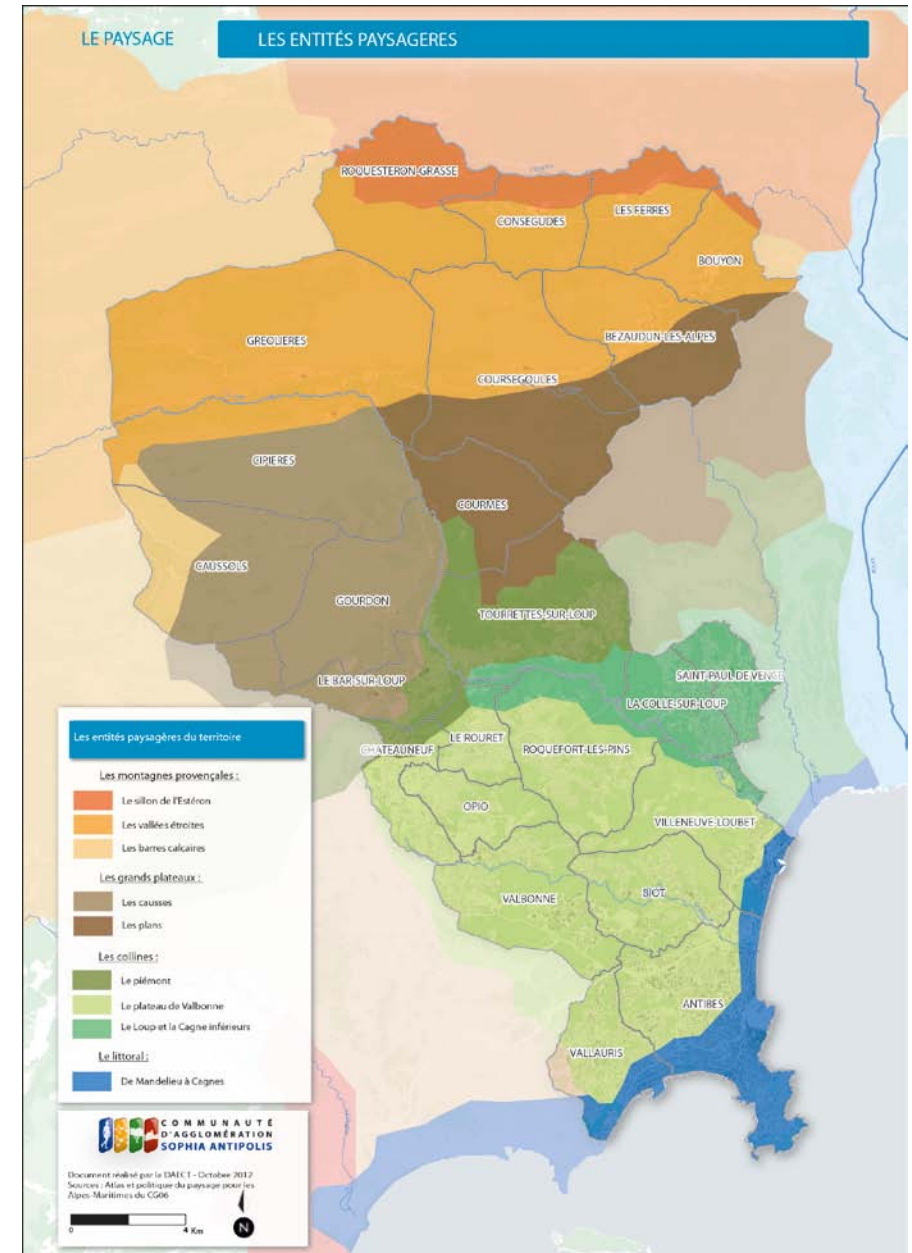 LE PAYSAGE
LES ENTITÉS PAYSAGERES
ROQUESTERON-GRASSE
CONSEGUDES
LES FERRES
BOUYON
GREOLIERES
BEZAUDUN-LES-ALPES
COURSEGOULES
CIPIERES
COURMES
CAUSSOLS
GOURDON
TOURRETTES-SUR-LOUP
LE BAR-SUR-LOUP
SAINT-PAUL DE VENCE
LA COLLE-SUR-LOUP
CHATEAUNEUF
LE ROURET
ROQUEFORT-LES-PINS
OPIO
VILLENEUVE-LOUBET
VALBONNE
BIOT
ANTIBES
VALLAURIS
Les entités paysagères du territoire
Les montagnes provençales :
Le sillon de l'Estéron
Les vallées étroites
Les barres calcaires
Les grands plateaux :
Les causses
Les plans
Les collines :
Le piémont
Le plateau de Valbonne
Le Loup et la Cagne inférieurs
Le littoral :
De Mandelieu à Cagnes
COMMUNAUTÉ
D'AGGLOMÉRATION
SOPHIA ANTIPOLIS
Document réalisé par la DAECT - Octobre 2012
Sources : Atlas et politique du paysage pour les
Alpes-Maritimes du CG06
0 4 Km
N